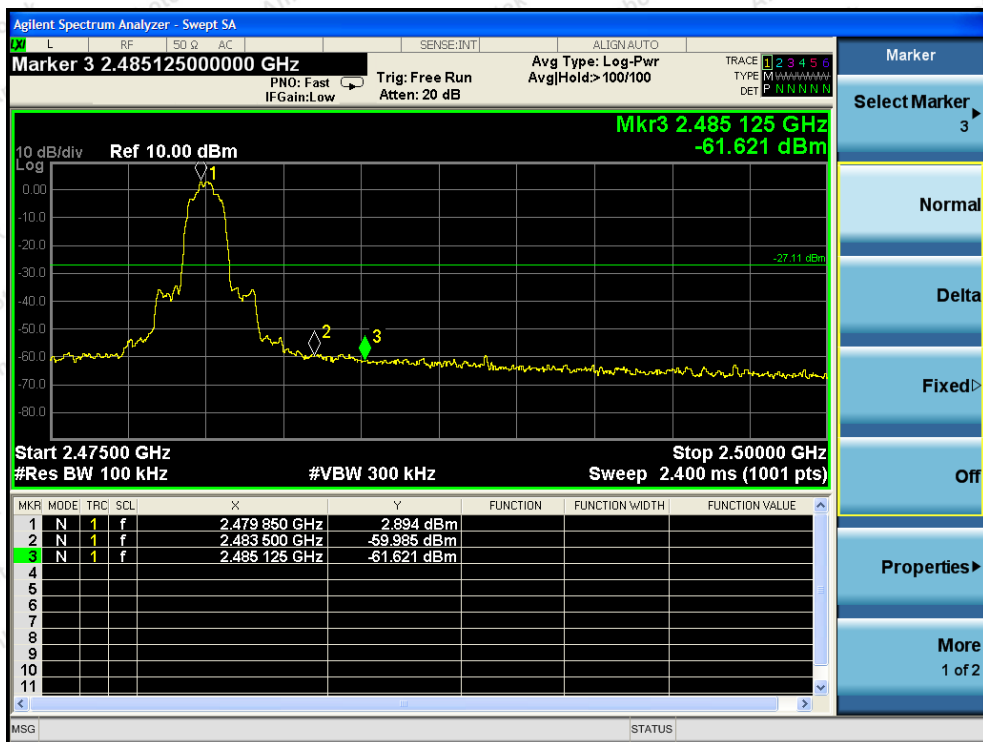 Agilent Spectrum Analyzer - Swept SA
LXI L RF 50 Ω AC SENSE:INT ALIGN AUTO
Marker 3 2.485125000000 GHz
PNO: Fast
IFGain:Low
Trig: Free Run
Atten: 20 dB
Avg Type: Log-Pwr
Avg|Hold:>100/100
TRACE 1 2 3 4 5 6
TYPE M
DET P N N N N N
Mkr3 2.485 125 GHz
-61.621 dBm
10 dB/div Ref 10.00 dBm
Log
0.00
-10.0
-20.0
-30.0
-40.0
-50.0
-60.0
-70.0
-80.0
1
-27.11 dBm
2
3
Start 2.47500 GHz Stop 2.50000 GHz
#Res BW 100 kHz #VBW 300 kHz Sweep 2.400 ms (1001 pts)
MKR MODE TRC SCL X Y FUNCTION FUNCTION WIDTH FUNCTION VALUE
1 N 1 f 2.479 850 GHz 2.894 dBm
2 N 1 f 2.483 500 GHz -59.985 dBm
3 N 1 f 2.485 125 GHz -61.621 dBm
4
5
6
7
8
9
10
11
MSG STATUS
Marker
Select Marker
3
Normal
Delta
Fixed
Off
Properties
More
1 of 2